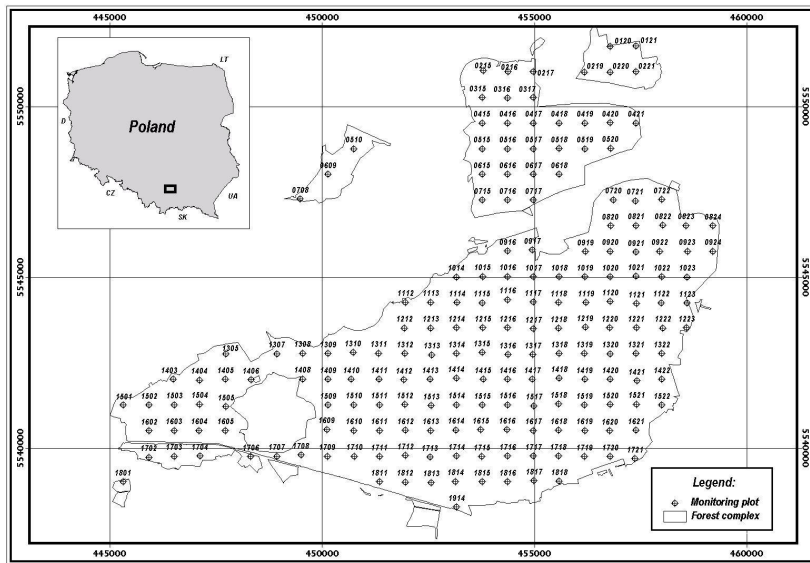 445000 450000 455000 460000
LT
D
Poland
CZ
SK
UA
0120 0121
0215 0216 0217 0219 0220 0221
0315 0316 0317
5550000 5550000
0415 0416 0417 0418 0419 0420 0421
0510 0515 0516 0517 0518 0519 0520
0609 0615 0616 0617 0618
0708 0715 0716 0717 0720 0721 0722
0820 0821 0822 0823 0824
0916 0917 0919 0920 0921 0922 0923 0924
5545000 5545000
1014 1015 1016 1017 1018 1019 1020 1021 1022 1023
1112 1113 1114 1115 1116 1117 1118 1119 1120 1121 1122 1123
1212 1213 1214 1215 1216 1217 1218 1219 1220 1221 1222 1223
1305 1307 1308 1309 1310 1311 1312 1313 1314 1315 1316 1317 1318 1319 1320 1321 1322
1403 1404 1405 1406 1408 1409 1410 1411 1412 1413 1414 1415 1416 1417 1418 1419 1420 1421 1422
1501 1502 1503 1504 1505 1509 1510 1511 1512 1513 1514 1515 1516 1517 1518 1519 1520 1521 1522
1602 1603 1604 1605 1609 1610 1611 1612 1613 1614 1615 1616 1617 1618 1619 1620 1621
5540000 5540000
1702 1703 1704 1706 1707 1708 1709 1710 1711 1712 1713 1714 1715 1716 1717 1718 1719 1720 1721
1801 1811 1812 1813 1814 1815 1816 1817 1818
1914
Legend:
Monitoring plot
Forest complex
445000 450000 455000 460000